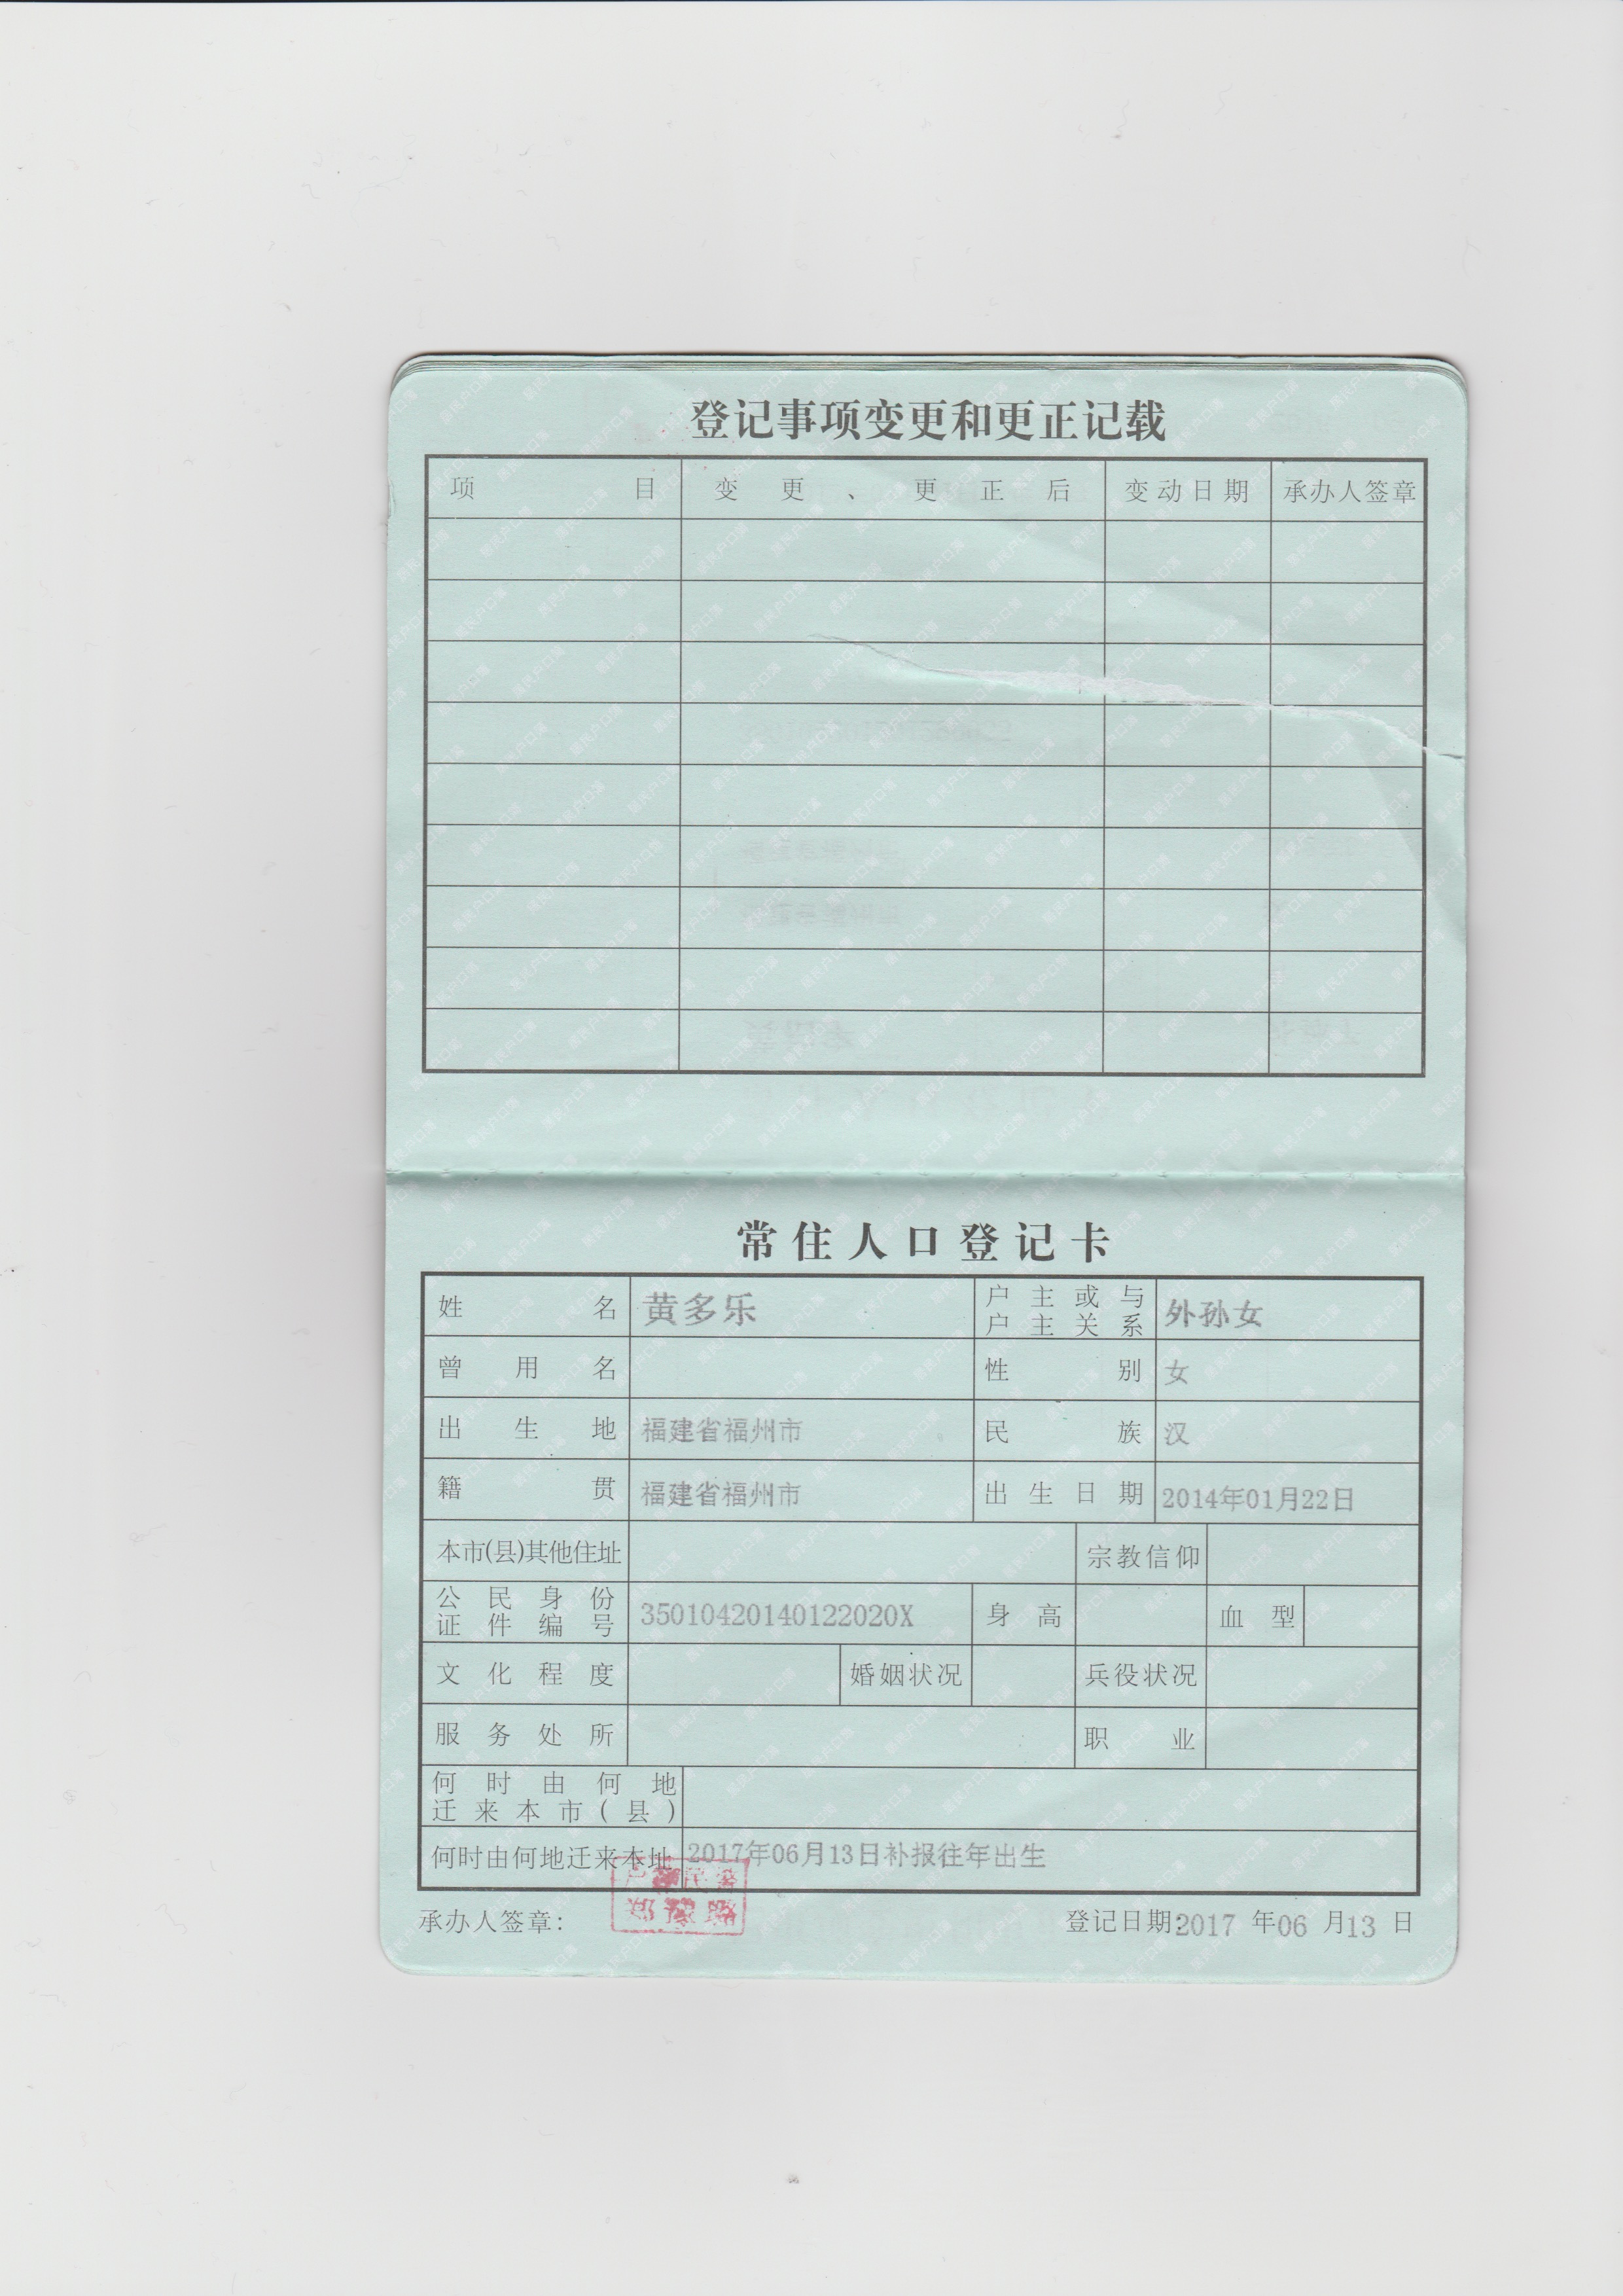 登记事项变更和更正记载
项目 变更、更正后 变动日期 承办人签章
常住人口登记卡
姓名 黄多乐 户主或与户主关系 外孙女
曾用名 性别 女
出生地 福建省福州市 民族 汉
籍贯 福建省福州市 出生日期 2014年01月22日
本市(县)其他住址 宗教信仰
公民身份证件编号 35010420140122020X 身高 血型
文化程度 婚姻状况 兵役状况
服务处所 职业
何时由何地迁来本市(县)
何时由何地迁来本址 2017年06月13日补报往年出生
承办人签章: 登记日期:2017年06月13日